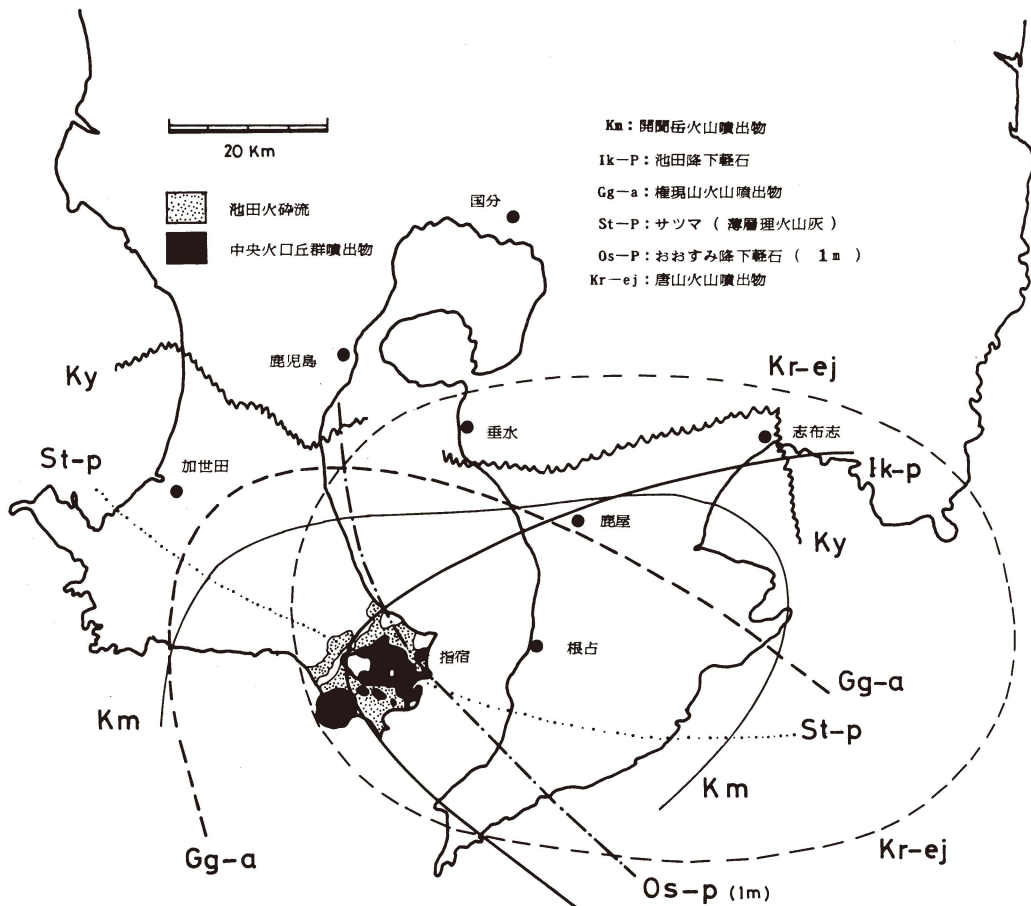 20 Km
池田火砕流
中央火口丘群噴出物
Km：開聞岳火山噴出物
Ik-P：池田降下軽石
Gg-a：権現山火山噴出物
St-P：サツマ（薄層理火山灰）
Os-P：おおすみ降下軽石（1m）
Kr-ej：唐山火山噴出物
国分
鹿児島
Ky
Kr-ej
垂水
志布志
St-p
加世田
Ik-p
鹿屋
Ky
指宿
根占
Gg-a
Km
St-p
Km
Gg-a
Kr-ej
Os-p (1m)